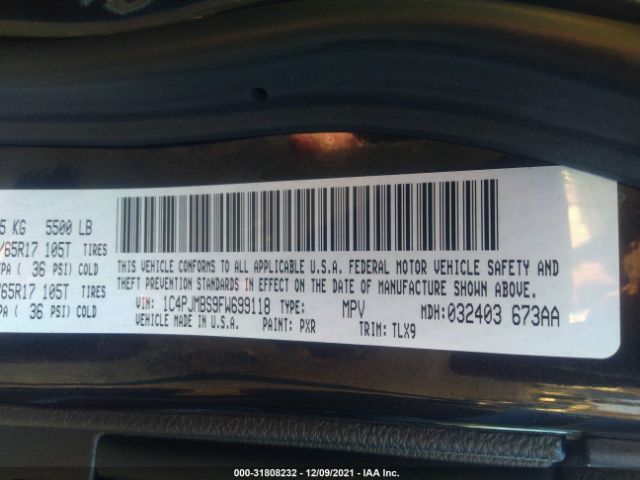 5 KG 5500 LB
/65R17 105T TIRES
PA ( 36 PSI) COLD
/65R17 105T TIRES
PA ( 36 PSI) COLD
THIS VEHICLE CONFORMS TO ALL APPLICABLE U.S.A. FEDERAL MOTOR VEHICLE SAFETY AND
THEFT PREVENTION STANDARDS IN EFFECT ON THE DATE OF MANUFACTURE SHOWN ABOVE.
VIN: 1C4PJMBS9FW699118 TYPE: MPV MDH:032403 673AA
VEHICLE MADE IN U.S.A. PAINT: PXR TRIM: TLX9
000-31808232 - 12/09/2021 - IAA Inc.